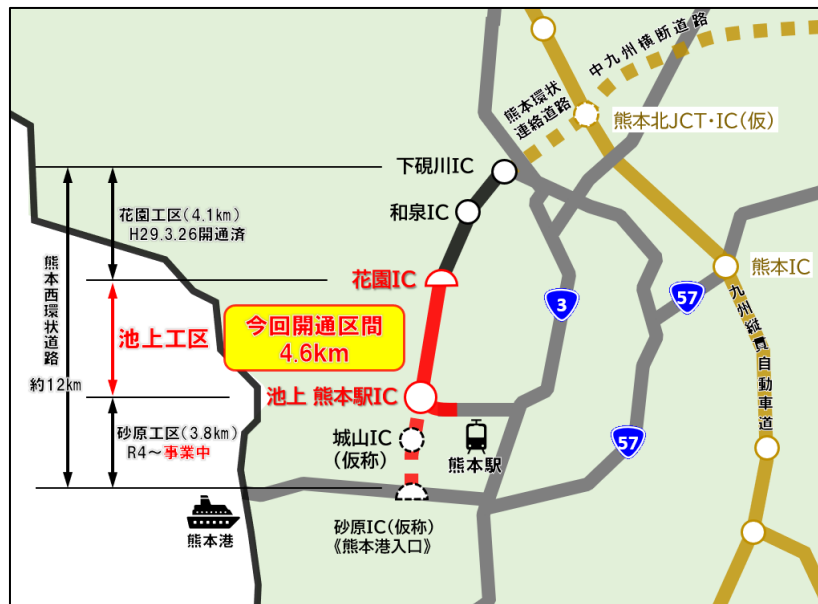 中九州横断道路
熊本環状
連絡道路
熊本北JCT・IC(仮)
下硯川IC
和泉IC
花園工区(4.1km)
H29.3.26開通済
花園IC
熊本IC
3
57
熊本西環状道路
約12km
池上工区
今回開通区間
4.6km
九州縦貫自動車道
池上 熊本駅IC
砂原工区(3.8km)
R4～事業中
城山IC
(仮称)
熊本駅
57
熊本港
砂原IC(仮称)
《熊本港入口》